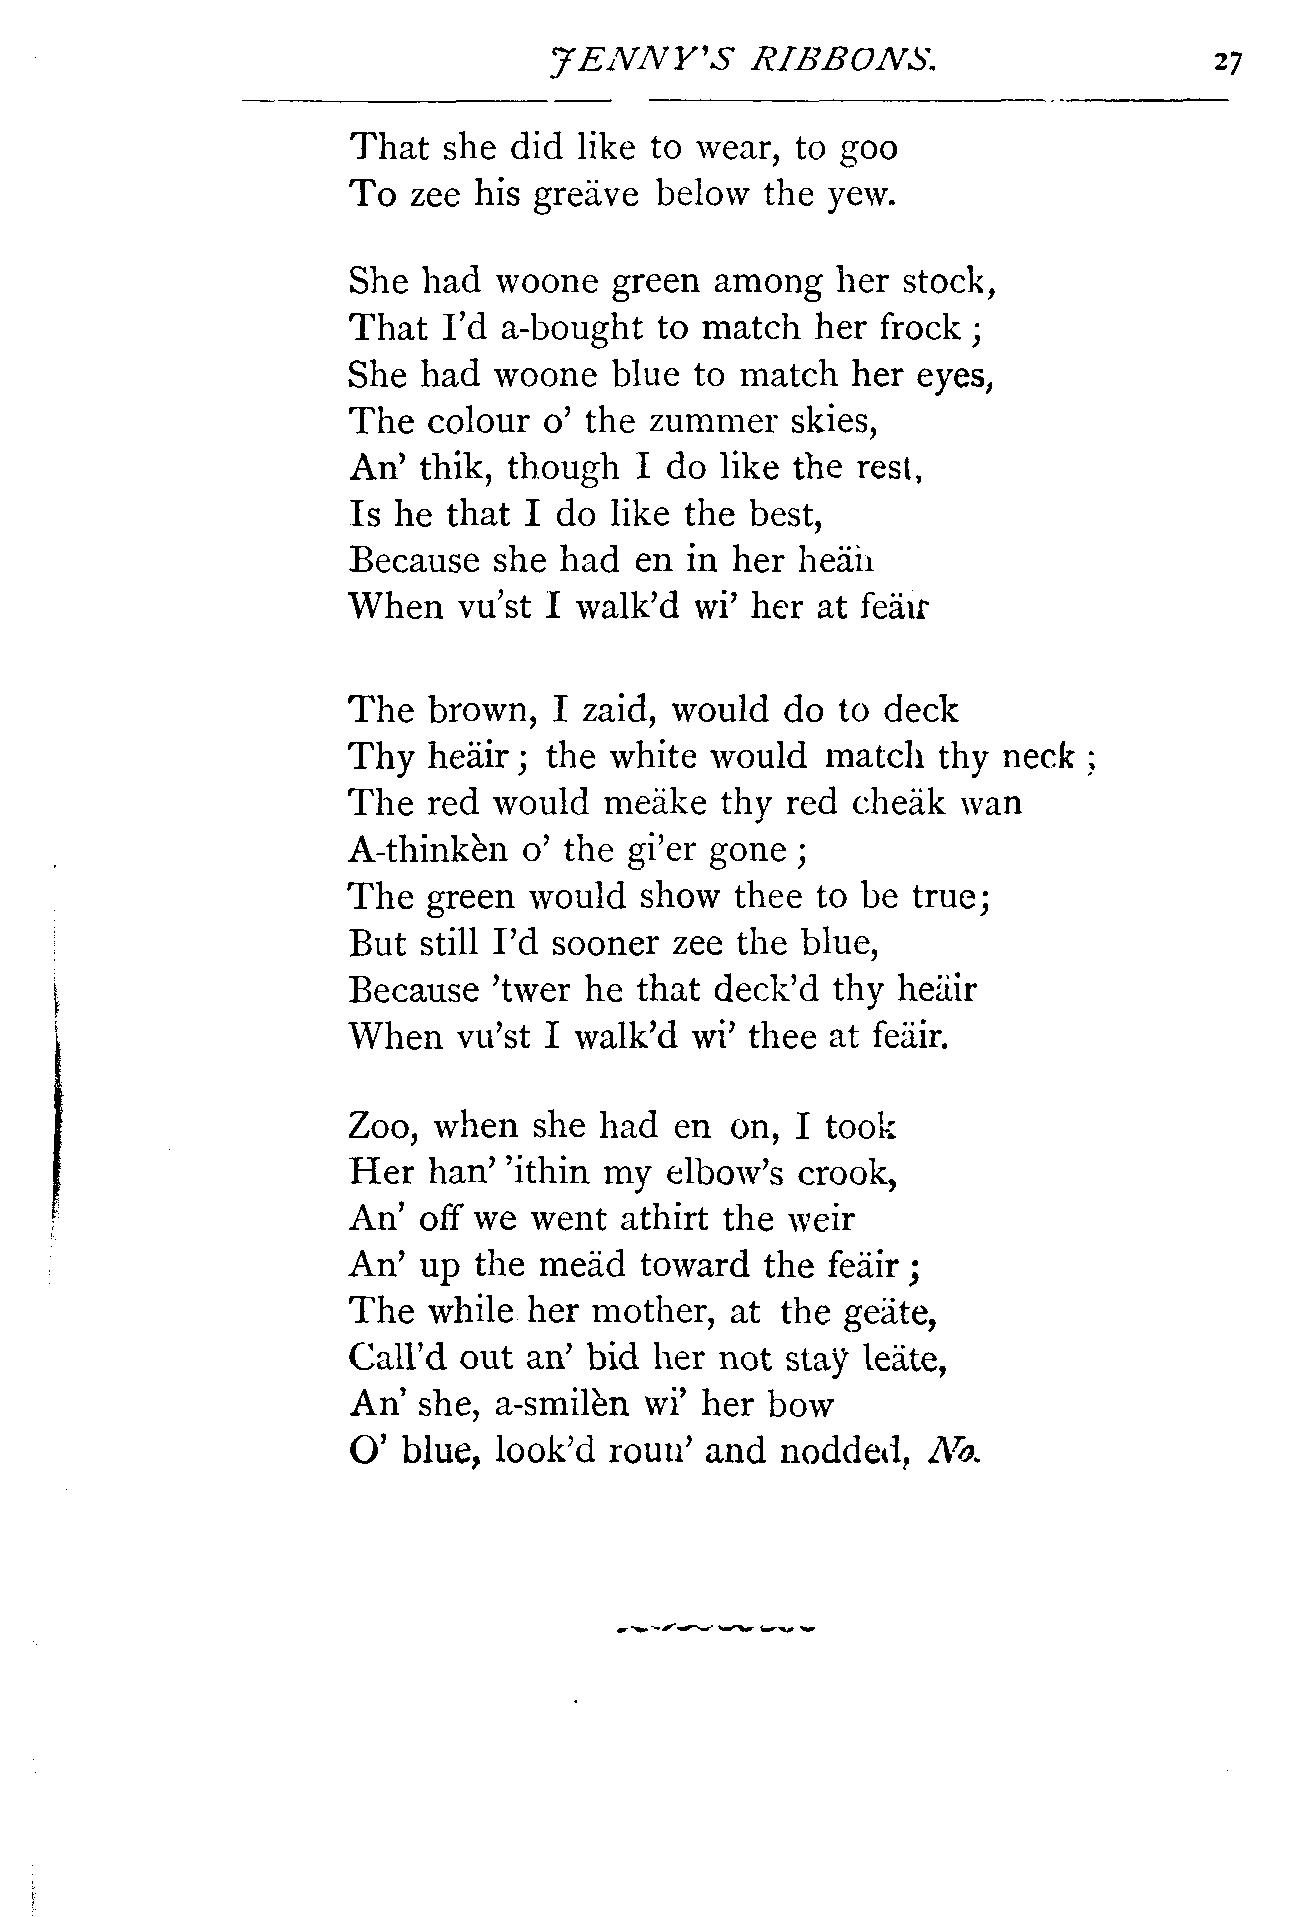 JENNY'S RIBBONS. 27
That she did like to wear, to goo
To zee his greäve below the yew.
She had woone green among her stock,
That I'd a-bought to match her frock;
She had woone blue to match her eyes,
The colour o' the zummer skies,
An' thik, though I do like the rest,
Is he that I do like the best,
Because she had en in her heäir
When vu'st I walk'd wi' her at feäir
The brown, I zaid, would do to deck
Thy heäir; the white would match thy neck;
The red would meäke thy red cheäk wan
A-thinkèn o' the gi'er gone;
The green would show thee to be true;
But still I'd sooner zee the blue,
Because 'twer he that deck'd thy heäir
When vu'st I walk'd wi' thee at feäir.
Zoo, when she had en on, I took
Her han' 'ithin my elbow's crook,
An' off we went athirt the weir
An' up the meäd toward the feäir;
The while her mother, at the geäte,
Call'd out an' bid her not stay leäte,
An' she, a-smilèn wi' her bow
O' blue, look'd roun' and nodded, No.